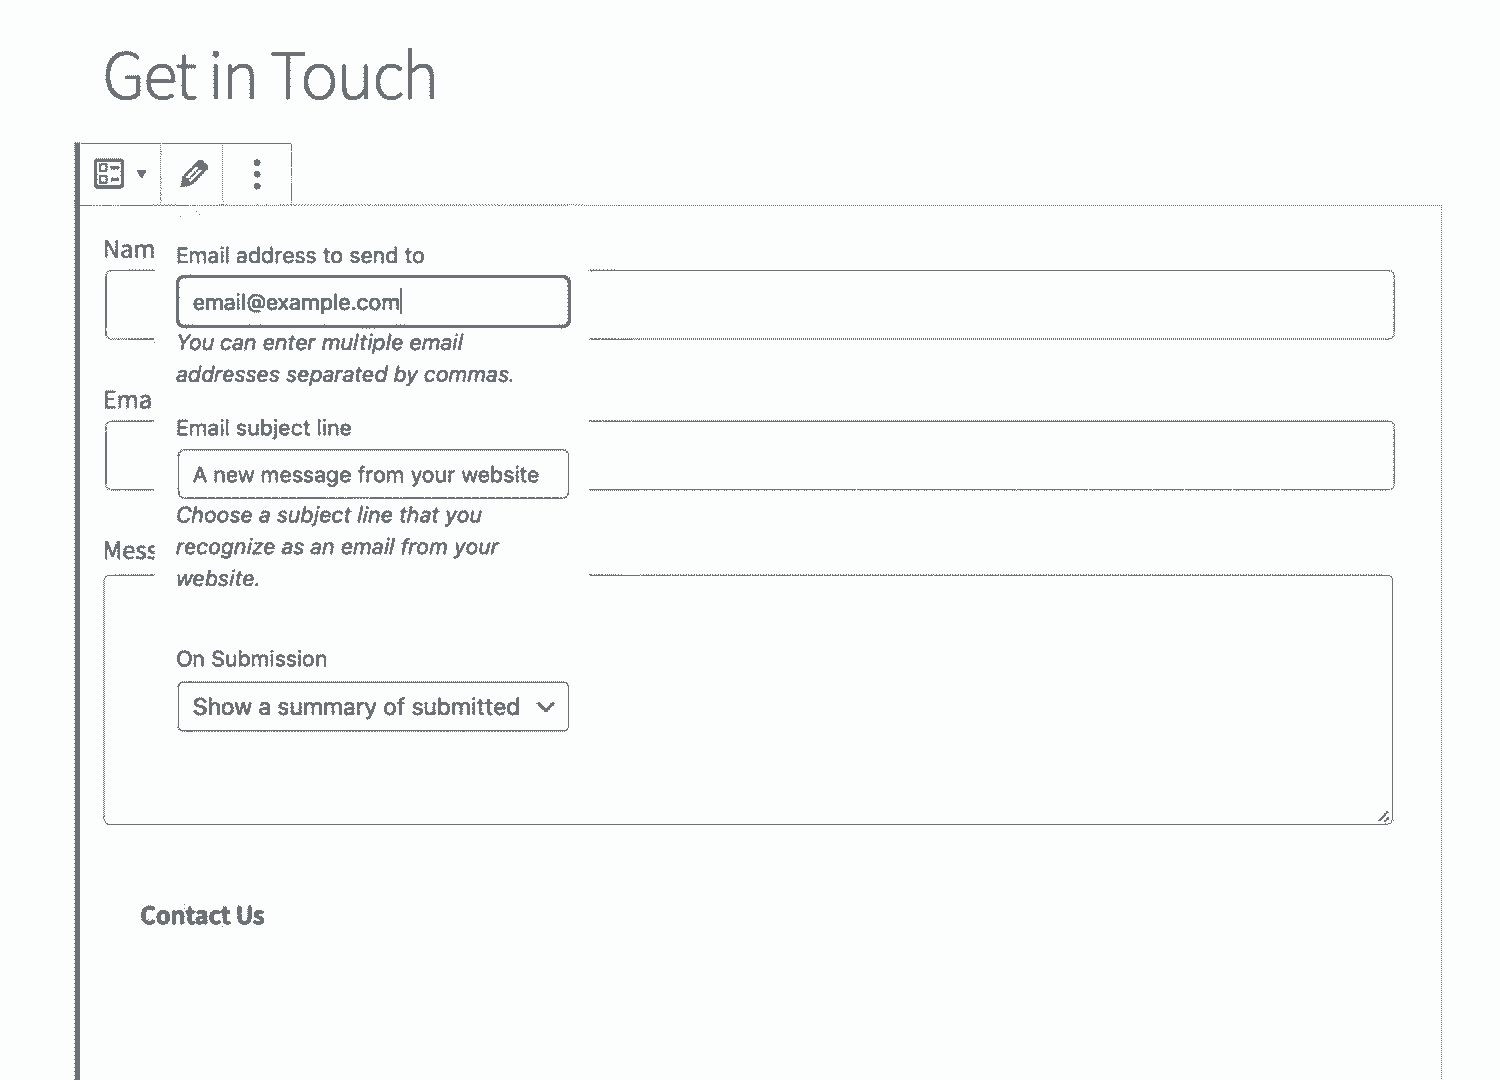 Get in Touch
Nam
Email address to send to
email@example.com
You can enter multiple email
addresses separated by commas.
Ema
Email subject line
A new message from your website
Choose a subject line that you
Mess
recognize as an email from your
website.
On Submission
Show a summary of submitted
Contact Us